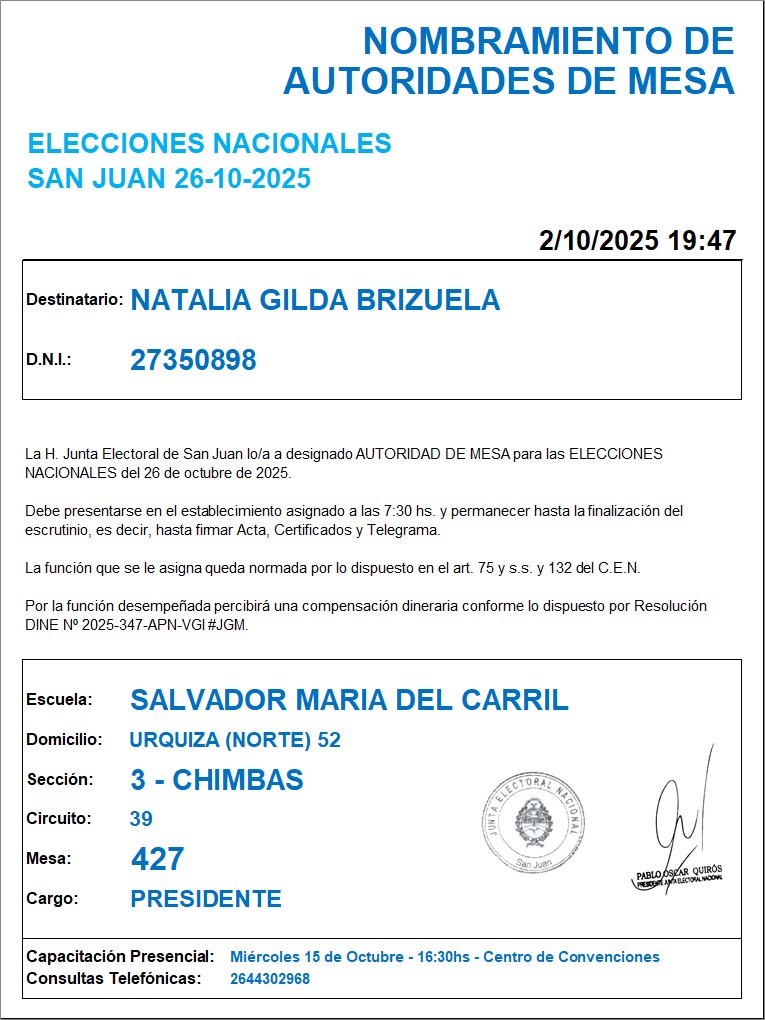 NOMBRAMIENTO DE
AUTORIDADES DE MESA
ELECCIONES NACIONALES
SAN JUAN 26-10-2025
2/10/2025 19:47
Destinatario: NATALIA GILDA BRIZUELA
D.N.I.: 27350898
La H. Junta Electoral de San Juan lo/a a designado AUTORIDAD DE MESA para las ELECCIONES
NACIONALES del 26 de octubre de 2025.
Debe presentarse en el establecimiento asignado a las 7:30 hs. y permanecer hasta la finalización del
escrutinio, es decir, hasta firmar Acta, Certificados y Telegrama.
La función que se le asigna queda normada por lo dispuesto en el art. 75 y s.s. y 132 del C.E.N.
Por la función desempeñada percibirá una compensación dineraria conforme lo dispuesto por Resolución
DINE Nº 2025-347-APN-VGI#JGM.
Escuela: SALVADOR MARIA DEL CARRIL
Domicilio: URQUIZA (NORTE) 52
Sección: 3 - CHIMBAS
Circuito: 39
Mesa: 427
Cargo: PRESIDENTE
JUNTA ELECTORAL NACIONAL
San Juan
PABLO OSCAR QUIRÓS
PRESIDENTE JUNTA ELECTORAL NACIONAL
Capacitación Presencial: Miércoles 15 de Octubre - 16:30hs - Centro de Convenciones
Consultas Telefónicas: 2644302968